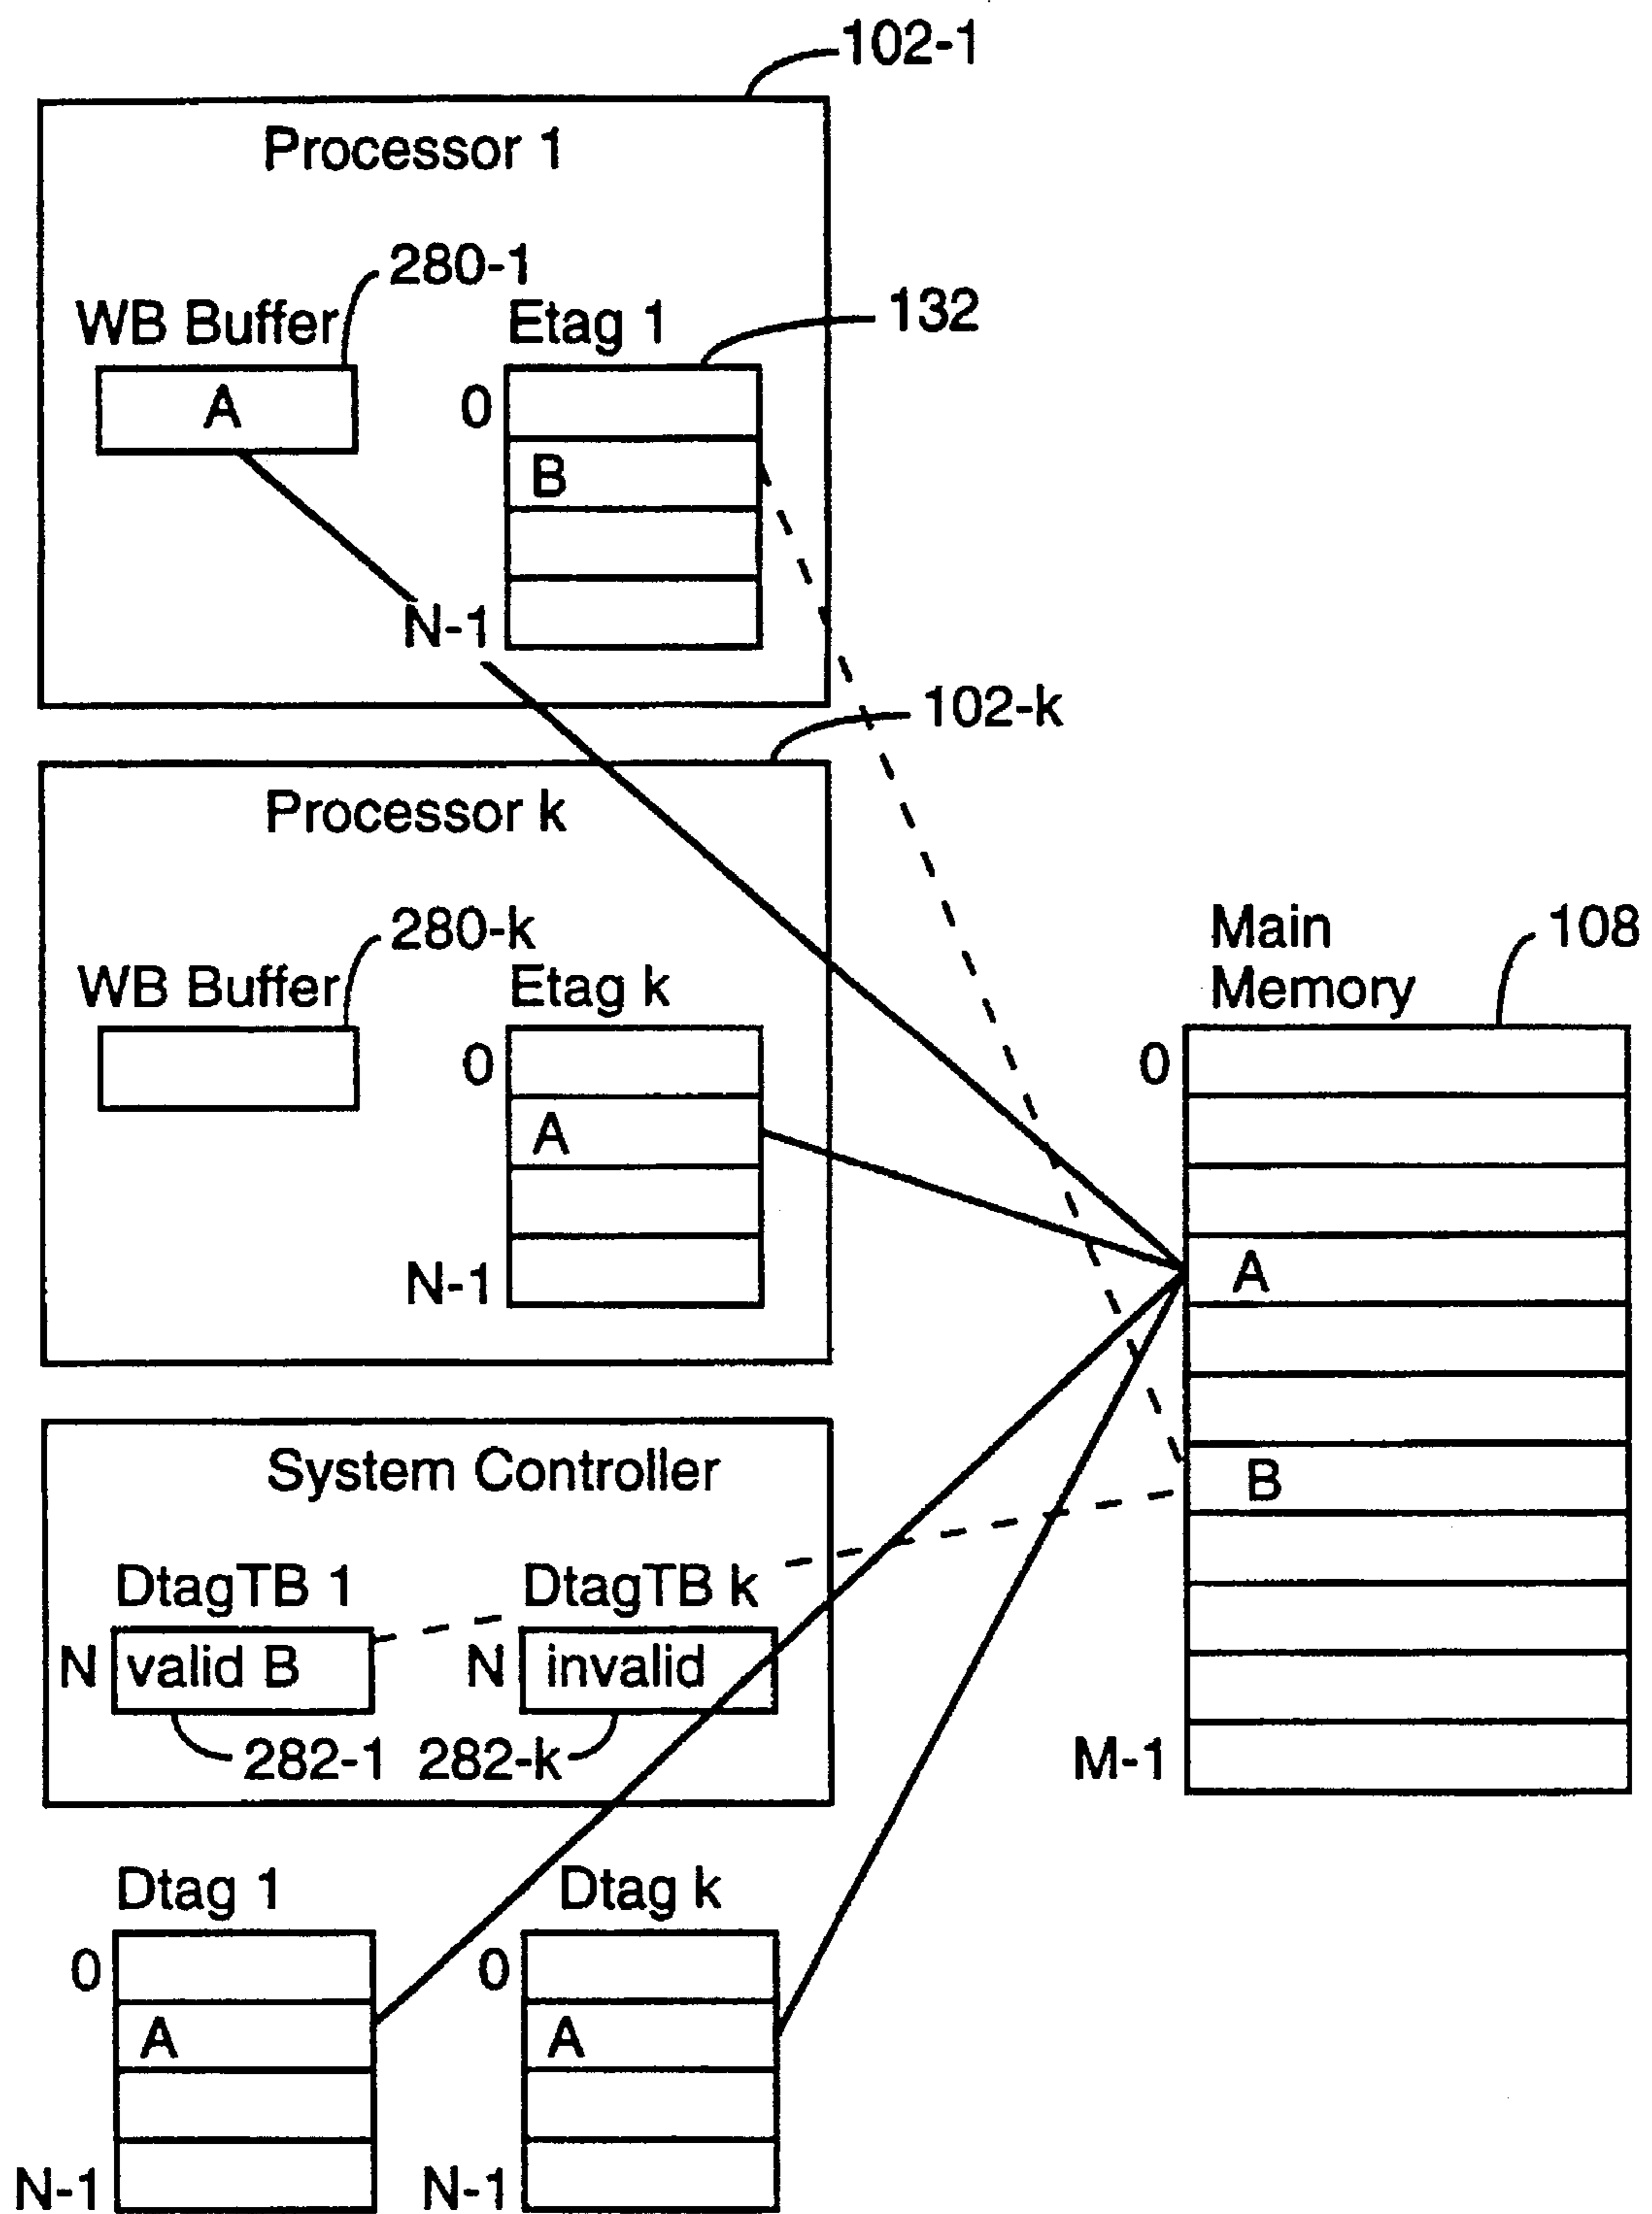 102-1
Processor 1
280-1
WB Buffer
Etag 1
132
A
0
B
N-1
102-k
Processor k
280-k
WB Buffer
Etag k
Main
Memory
108
0
0
A
A
N-1
System Controller
B
DtagTB 1
DtagTB k
N
valid B
N
invalid
282-1
282-k
M-1
Dtag 1
Dtag k
0
0
A
A
N-1
N-1